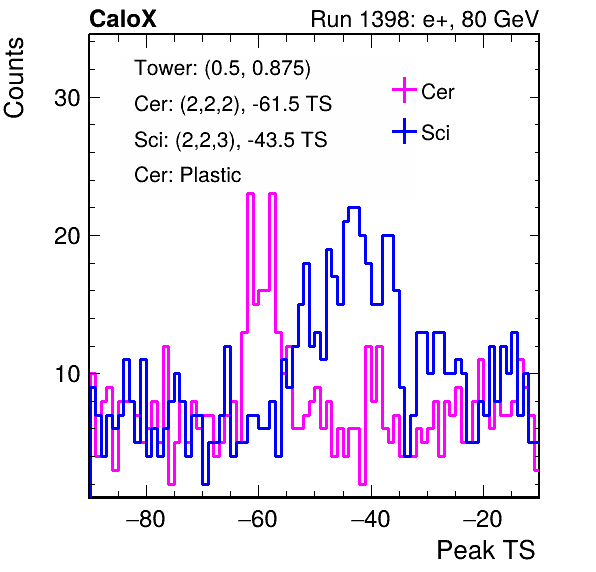 CaloX Run 1398: e+, 80 GeV
Counts
Tower: (0.5, 0.875)
Cer: (2,2,2), -61.5 TS
Sci: (2,2,3), -43.5 TS
Cer: Plastic
Cer
Sci
30
20
10
−80 −60 −40 −20
Peak TS